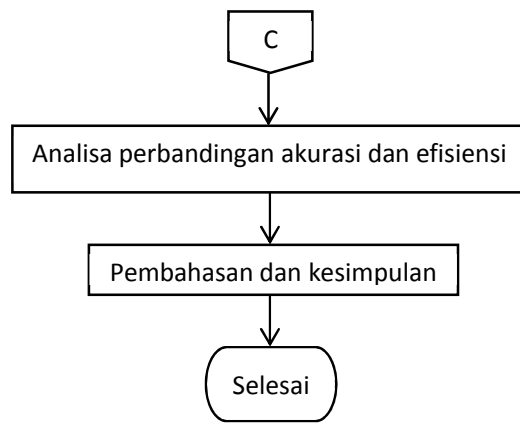 C
Analisa perbandingan akurasi dan efisiensi
Pembahasan dan kesimpulan
Selesai